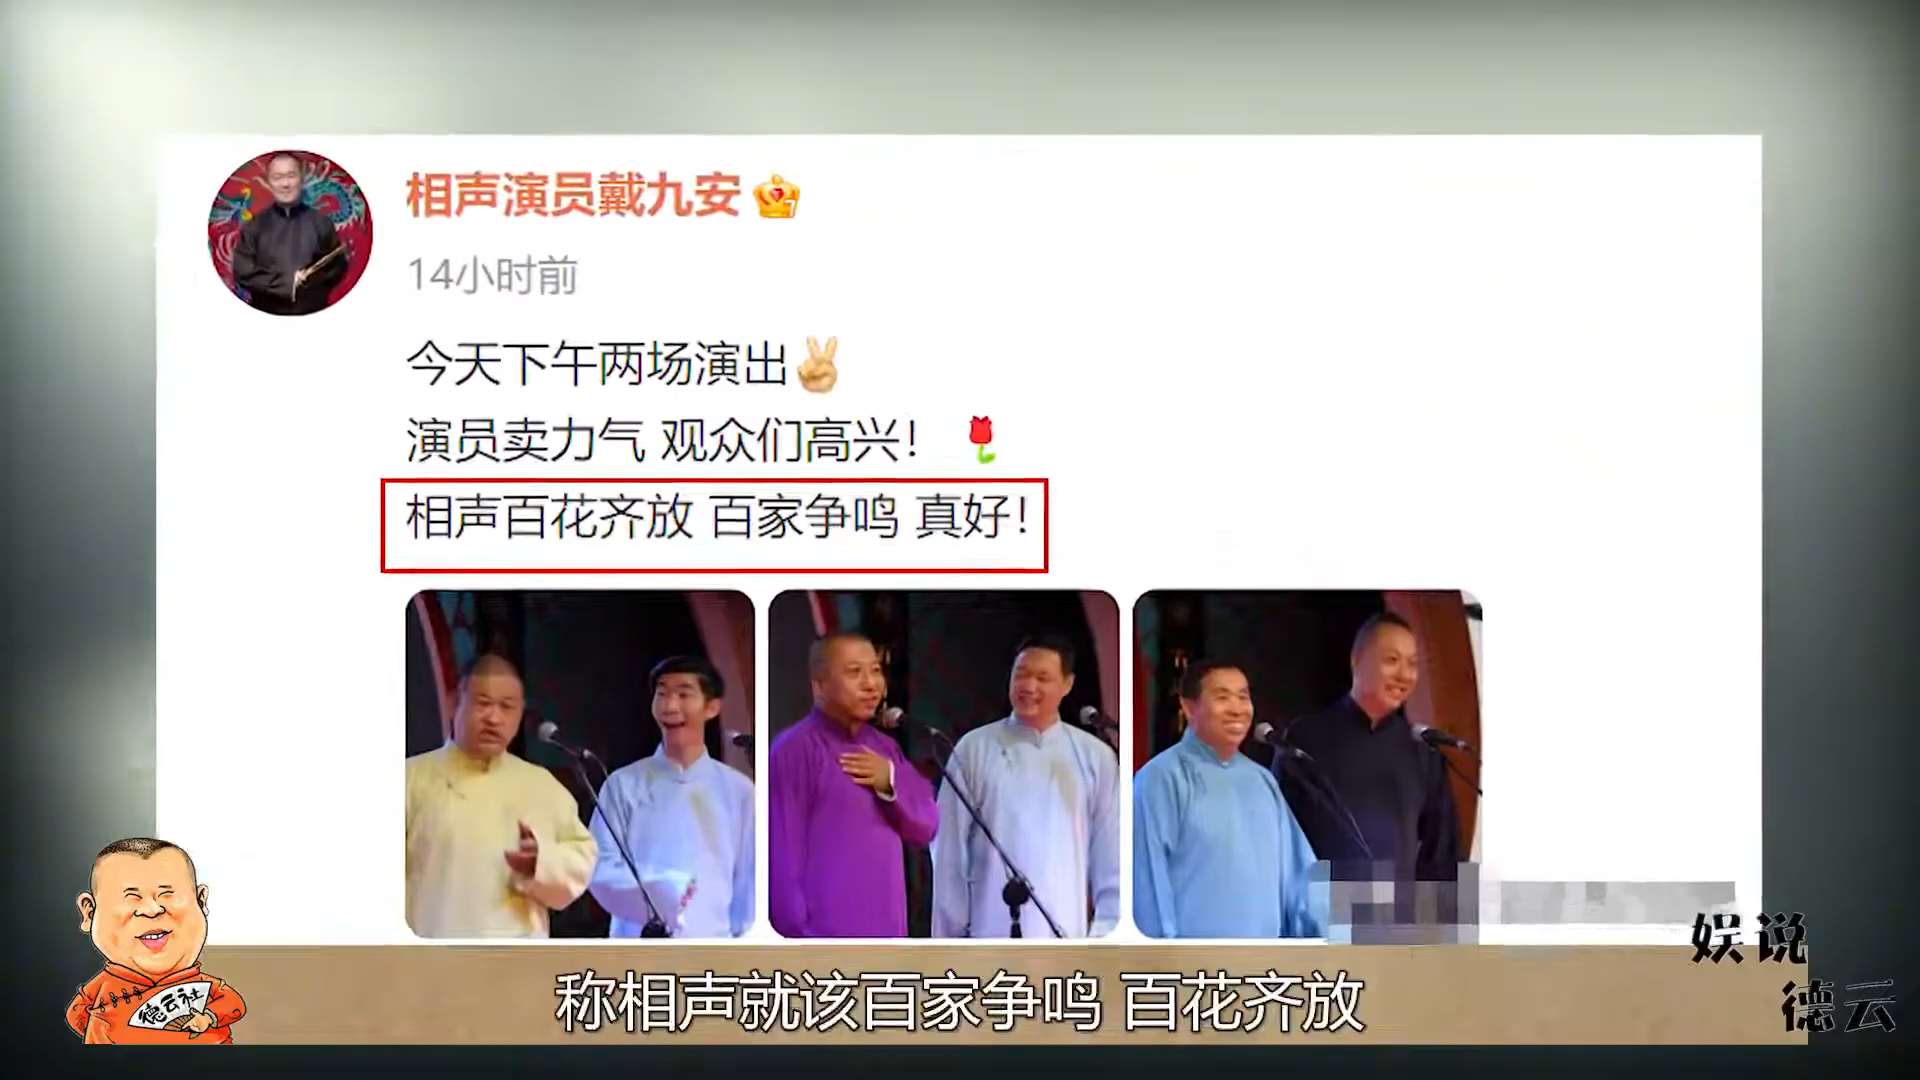 相声演员戴九安
14小时前
今天下午两场演出
演员卖力气 观众们高兴！
相声百花齐放 百家争鸣 真好！
德云社
称相声就该百家争鸣 百花齐放
娱说
德云